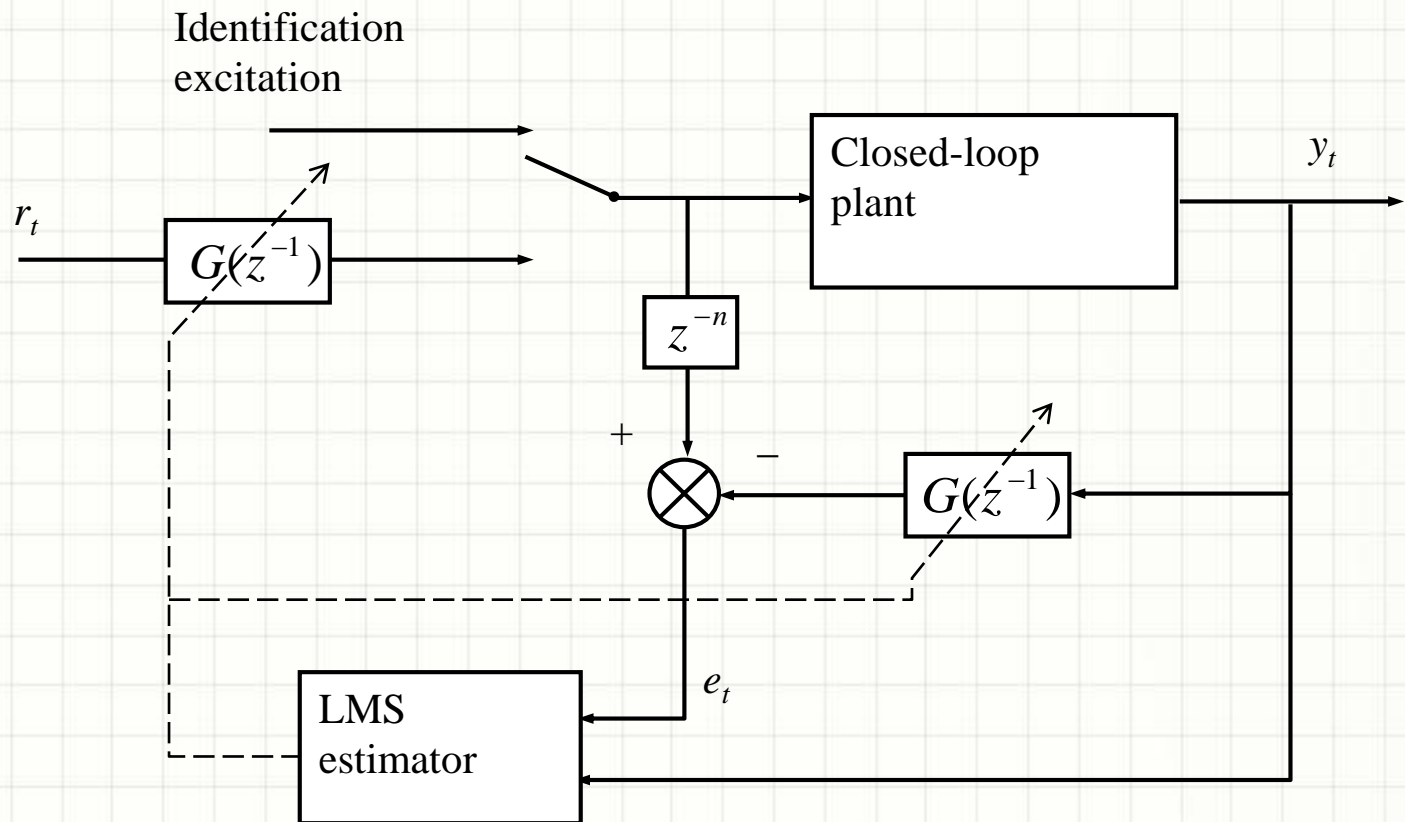 Identification
excitation
Closed-loop
plant
y_t
r_t
G(z^{-1})
z^{-n}
+
−
G(z^{-1})
e_t
LMS
estimator